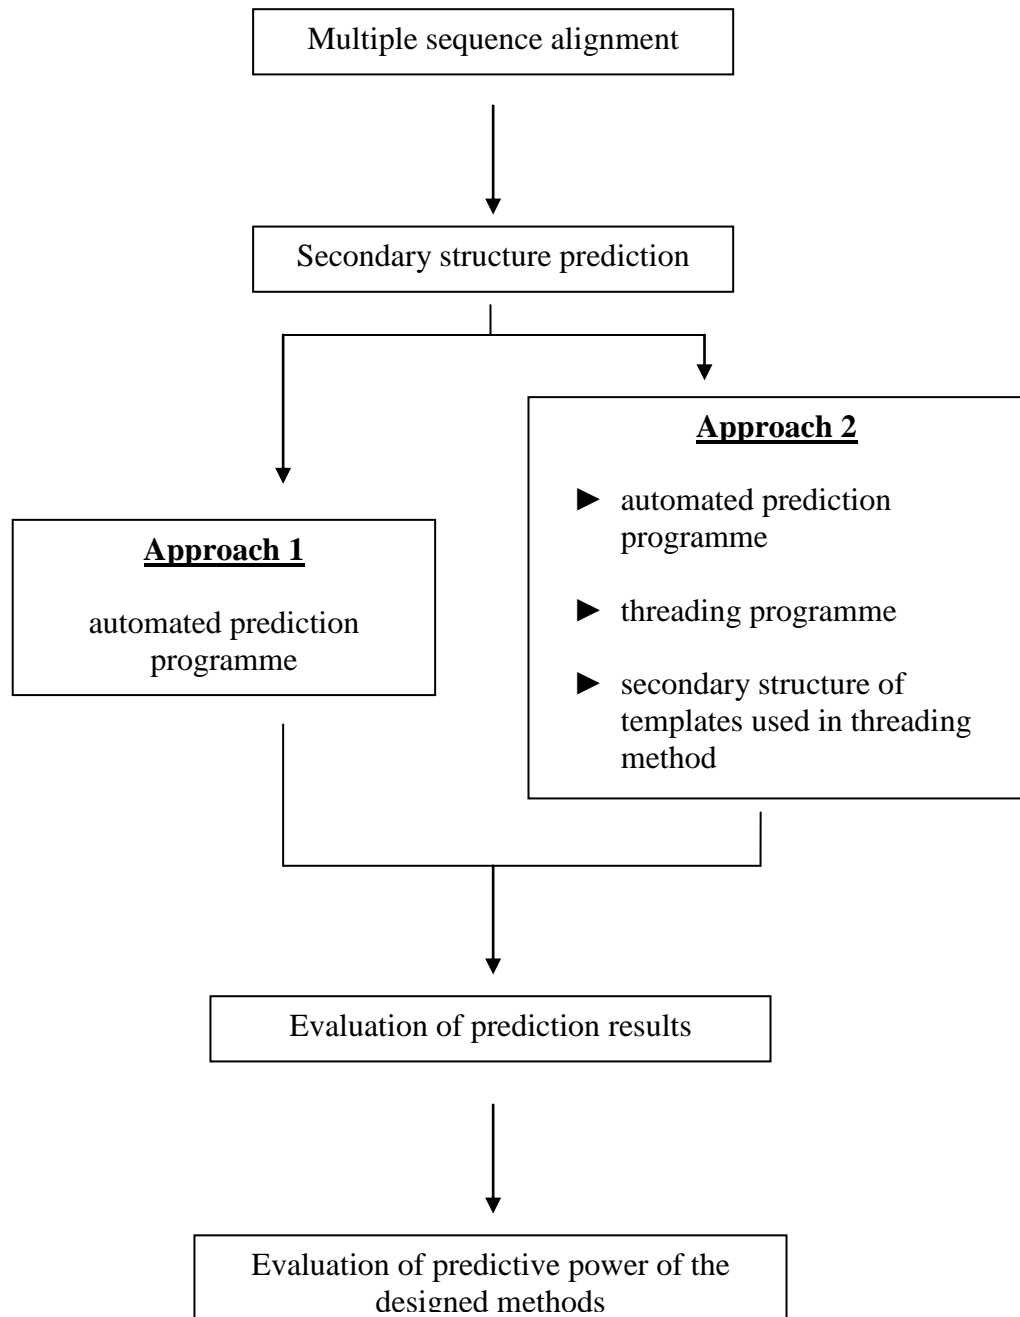 Multiple sequence alignment
Secondary structure prediction
Approach 1
automated prediction
programme
Approach 2
► automated prediction
programme
► threading programme
► secondary structure of
templates used in threading
method
Evaluation of prediction results
Evaluation of predictive power of the
designed methods